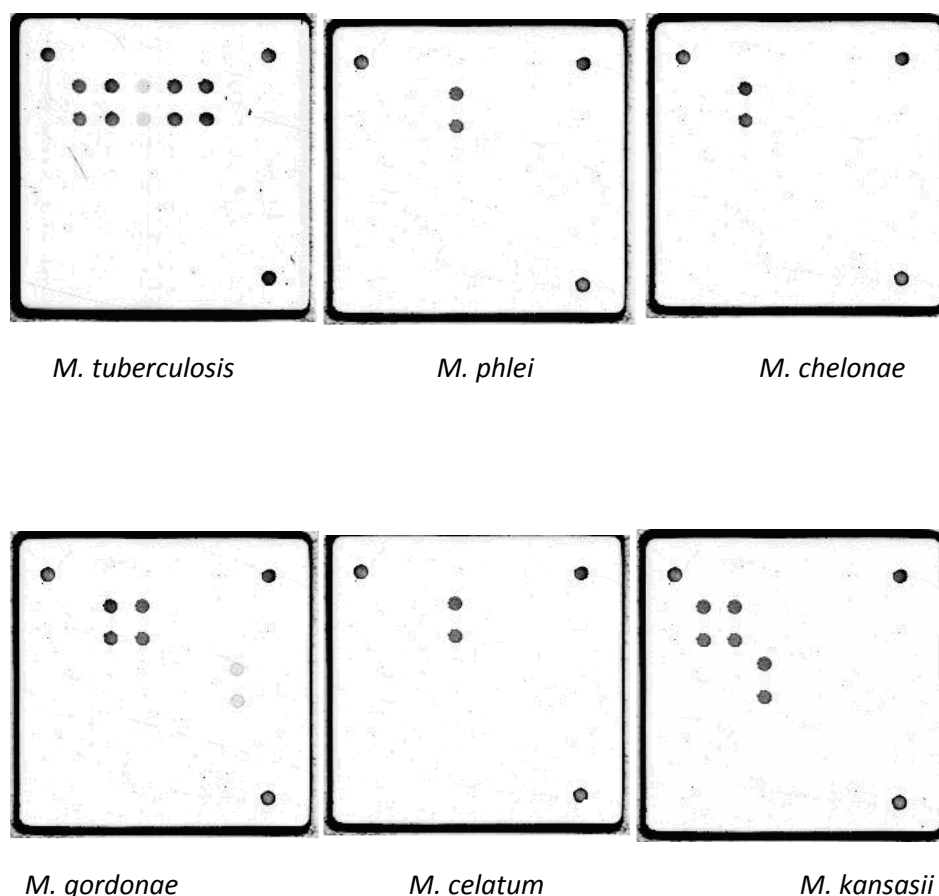 M. tuberculosis
M. phlei
M. chelonae
M. gordonae
M. celatum
M. kansasii